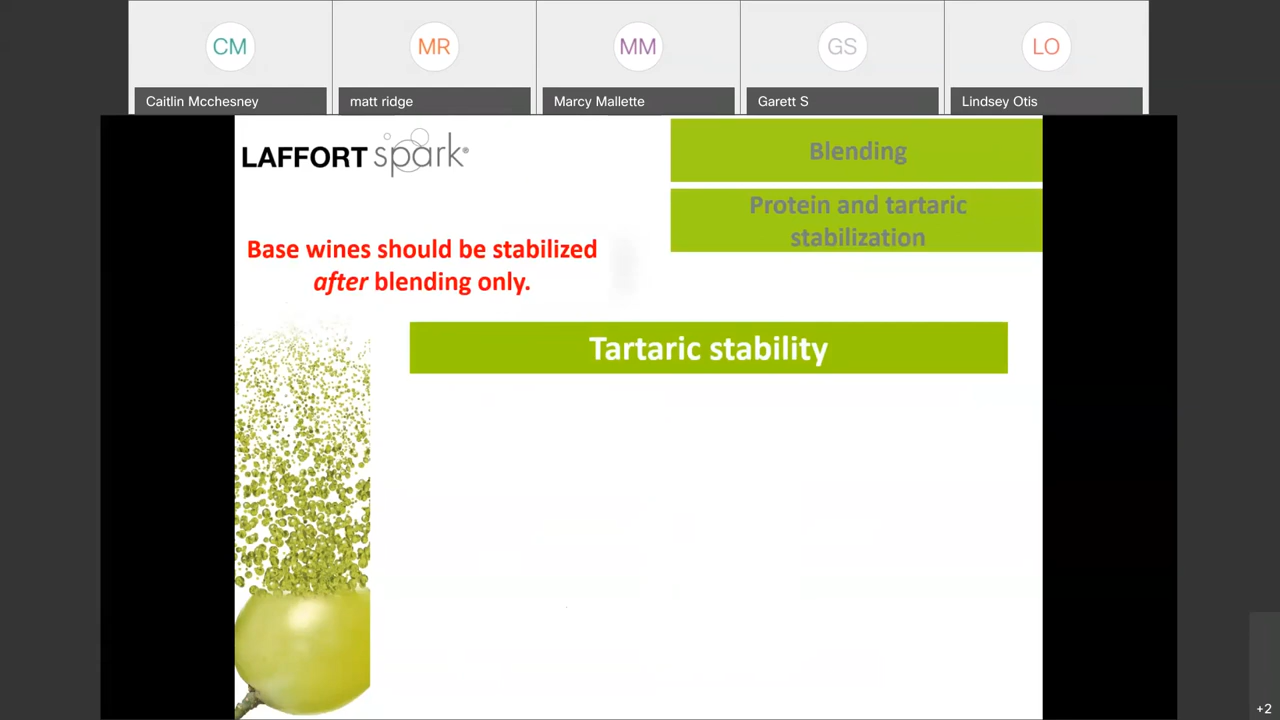 CM
MR
MM
GS
LO
Caitlin Mcchesney
matt ridge
Marcy Mallette
Garett S
Lindsey Otis
LAFFORT spark®
Blending
Protein and tartaric
stabilization
Base wines should be stabilized
after blending only.
Tartaric stability
+2